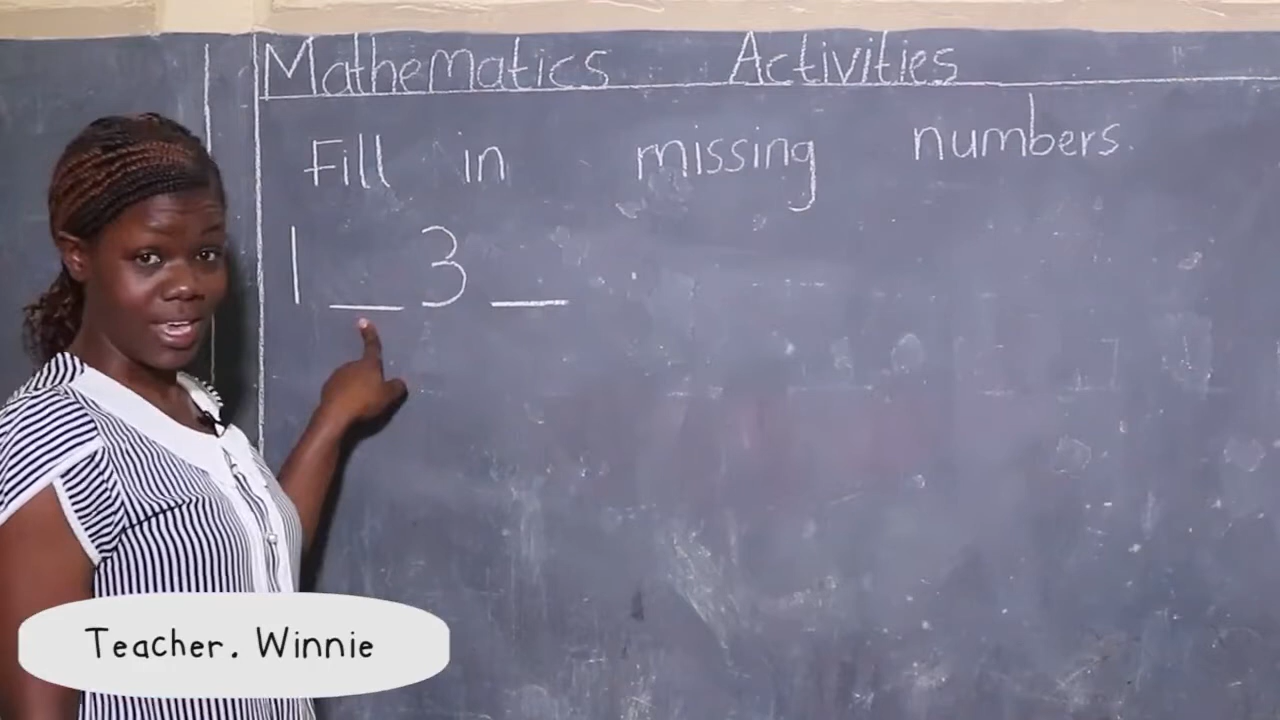 Mathematics Activities
Fill in missing numbers.
1 __ 3 __
Teacher. Winnie